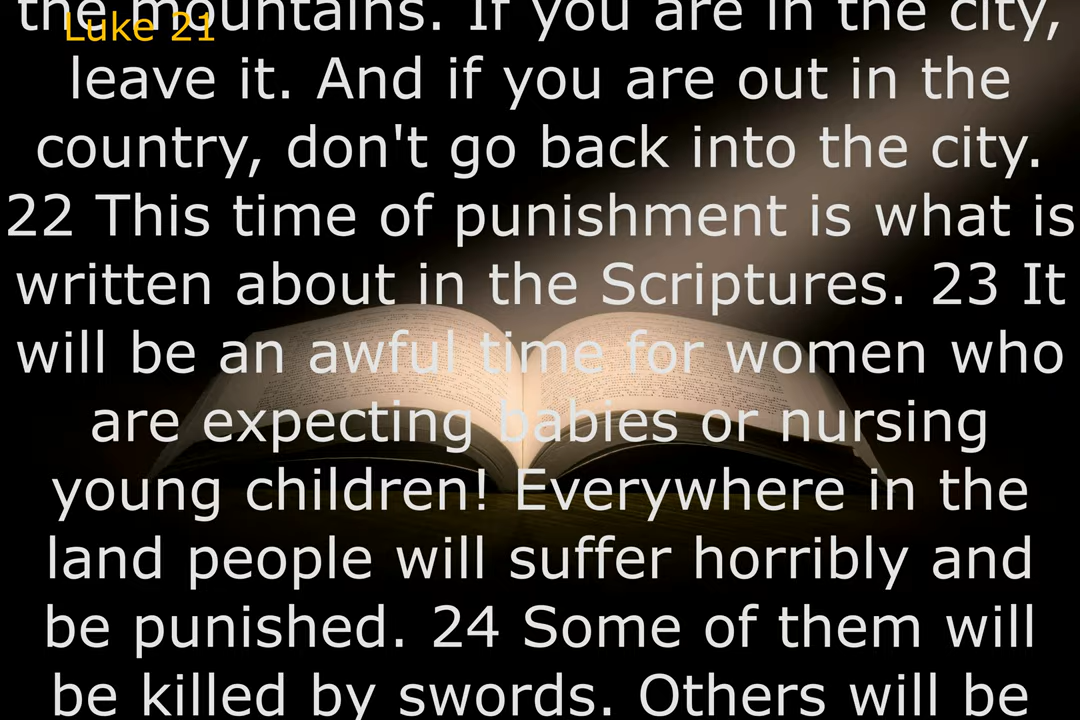 Luke 21
the mountains. If you are in the city,
leave it. And if you are out in the
country, don't go back into the city.
22 This time of punishment is what is
written about in the Scriptures. 23 It
will be an awful time for women who
are expecting babies or nursing
young children! Everywhere in the
land people will suffer horribly and
be punished. 24 Some of them will
be killed by swords. Others will be